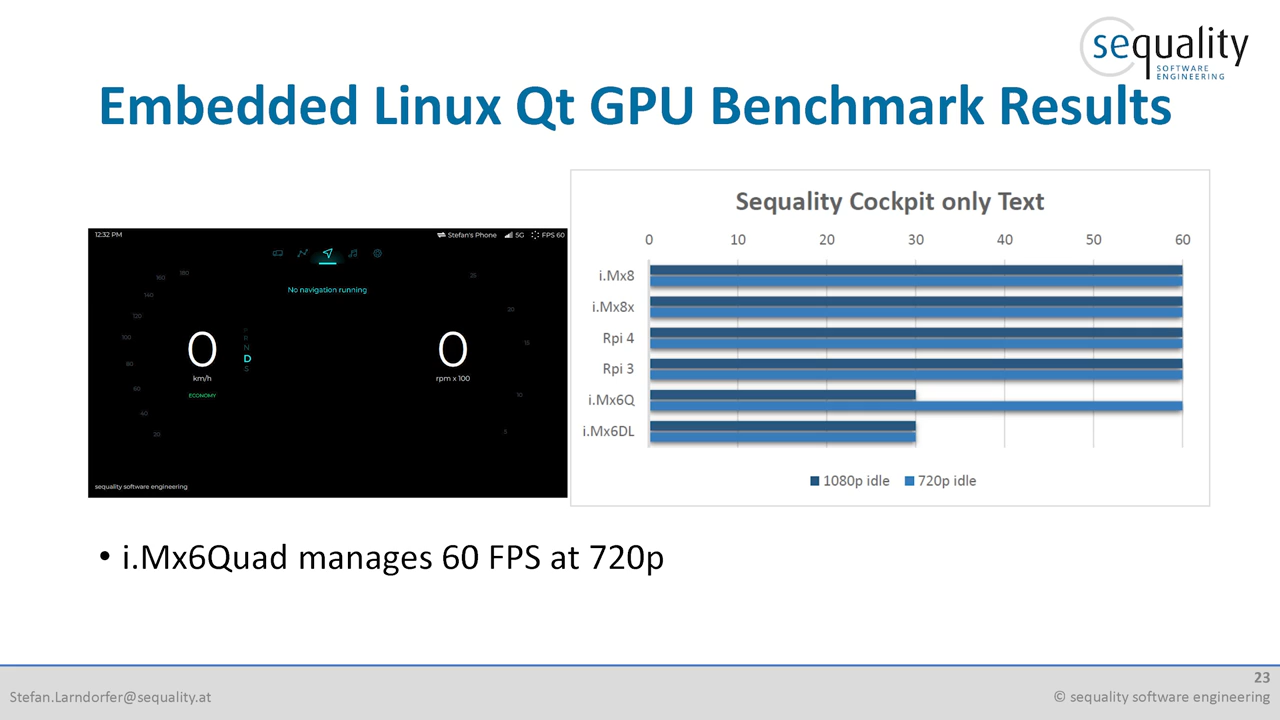 sequality
SOFTWARE
ENGINEERING
Embedded Linux Qt GPU Benchmark Results
12:32 PM
Stefan's Phone 5G FPS 60
No navigation running
180
160
140
120
100
80
60
40
20
0
km/h
ECONOMY
N
D
S
25
20
15
10
5
0
rpm x 100
sequality software engineering
Sequality Cockpit only Text
0 10 20 30 40 50 60
i.Mx8
i.Mx8x
Rpi 4
Rpi 3
i.Mx6Q
i.Mx6DL
1080p idle 720p idle
• i.Mx6Quad manages 60 FPS at 720p
23
Stefan.Larndorfer@sequality.at
© sequality software engineering